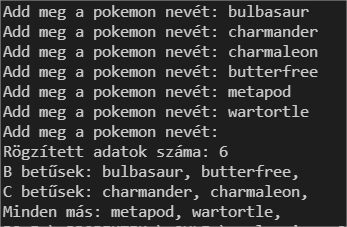 Add meg a pokemon nevét: bulbasaur
Add meg a pokemon nevét: charmander
Add meg a pokemon nevét: charmaleon
Add meg a pokemon nevét: butterfree
Add meg a pokemon nevét: metapod
Add meg a pokemon nevét: wartortle
Add meg a pokemon nevét:
Rögzített adatok száma: 6
B betűsek: bulbasaur, butterfree,
C betűsek: charmander, charmaleon,
Minden más: metapod, wartortle,